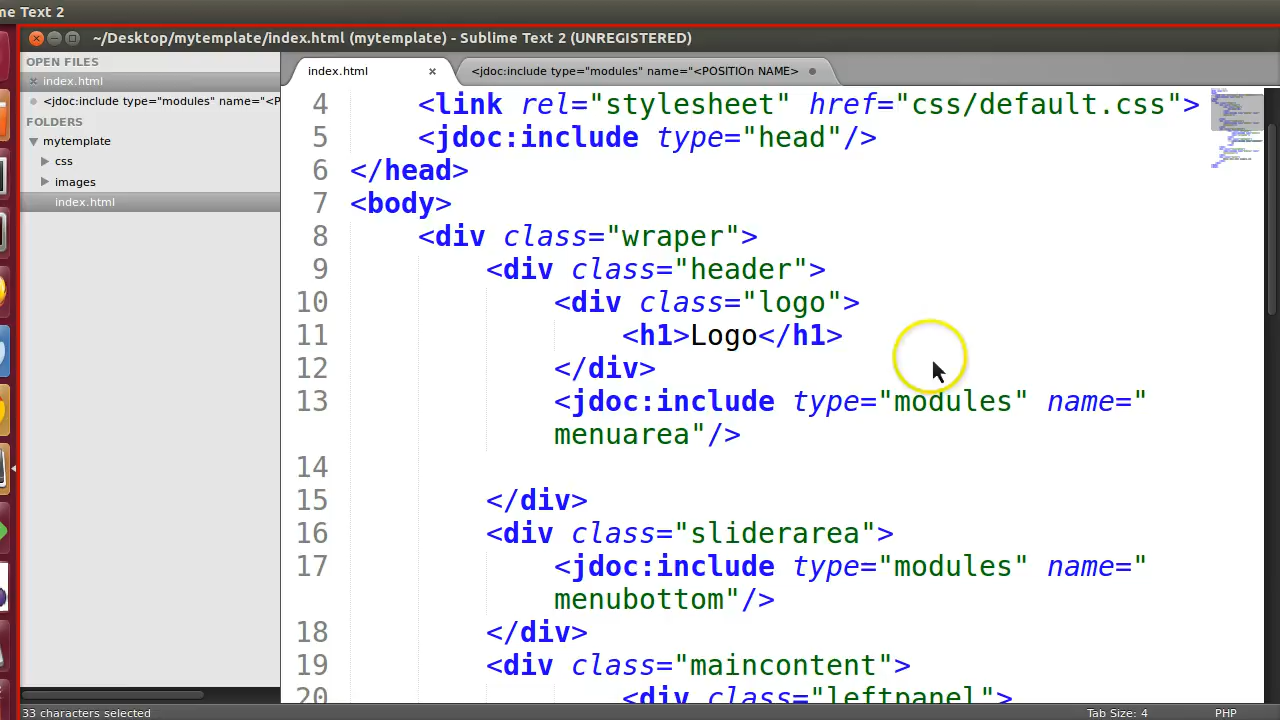 me Text 2
~/Desktop/mytemplate/index.html (mytemplate) - Sublime Text 2 (UNREGISTERED)
OPEN FILES
index.html
<jdoc:include type="modules" name="<P
FOLDERS
mytemplate
css
images
index.html
index.html
<jdoc:include type="modules" name="<POSITIOn NAME>
4 <link rel="stylesheet" href="css/default.css">
5 <jdoc:include type="head"/>
6 </head>
7 <body>
8 <div class="wraper">
9 <div class="header">
10 <div class="logo">
11 <h1>Logo</h1>
12 </div>
13 <jdoc:include type="modules" name="
menuarea"/>
14
15 </div>
16 <div class="sliderarea">
17 <jdoc:include type="modules" name="
menubottom"/>
18 </div>
19 <div class="maincontent">
20 <div class="leftpanel">
33 characters selected
Tab Size: 4
PHP